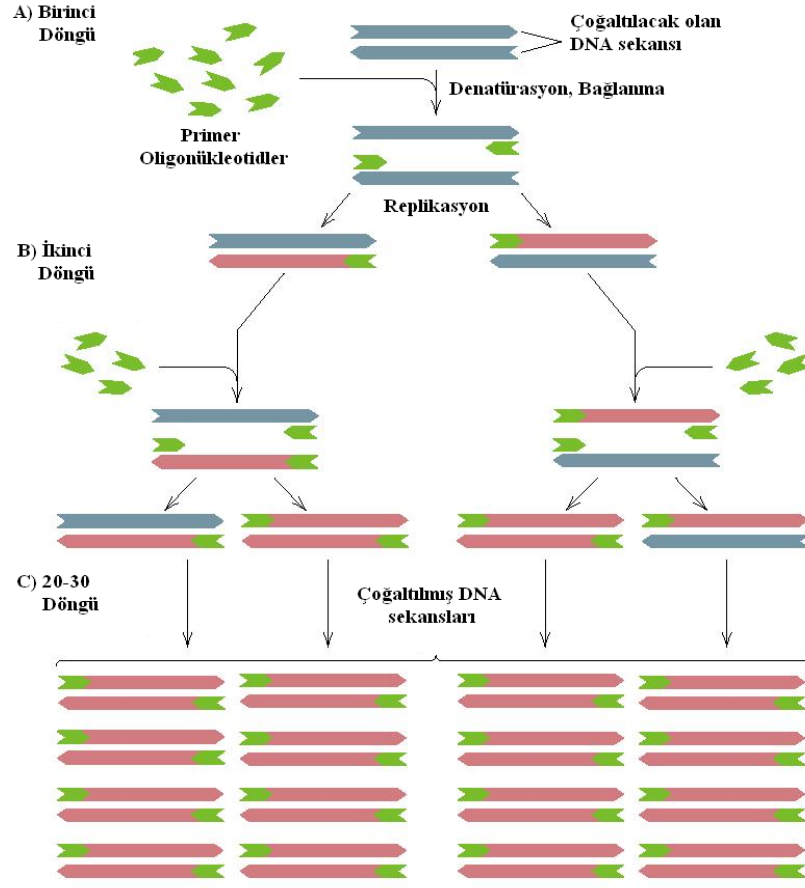 A) Birinci
Döngü
Çoğaltılacak olan
DNA sekansı
Denatürasyon, Bağlanma
Primer
Oligonükleotidler
Replikasyon
B) İkinci
Döngü
C) 20-30
Döngü
Çoğaltılmış DNA
sekansları